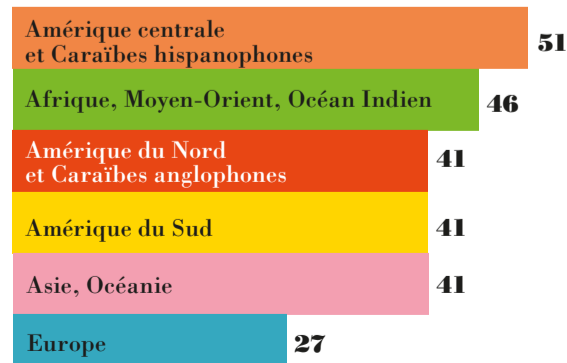 Amérique centrale
et Caraïbes hispanophones
51
Afrique, Moyen-Orient, Océan Indien
46
Amérique du Nord
et Caraïbes anglophones
41
Amérique du Sud
41
Asie, Océanie
41
Europe
27